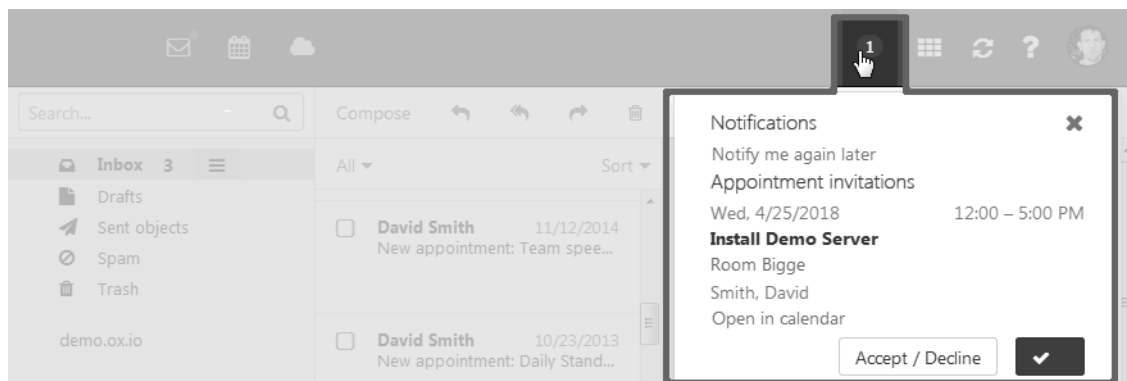 1
?
Search...
Compose
Inbox 3
Drafts
Sent objects
Spam
Trash
demo.ox.io
All
Sort
David Smith 11/12/2014
New appointment: Team spee...
David Smith 10/23/2013
New appointment: Daily Stand...
Notifications
Notify me again later
Appointment invitations
Wed, 4/25/2018 12:00 – 5:00 PM
Install Demo Server
Room Bigge
Smith, David
Open in calendar
Accept / Decline